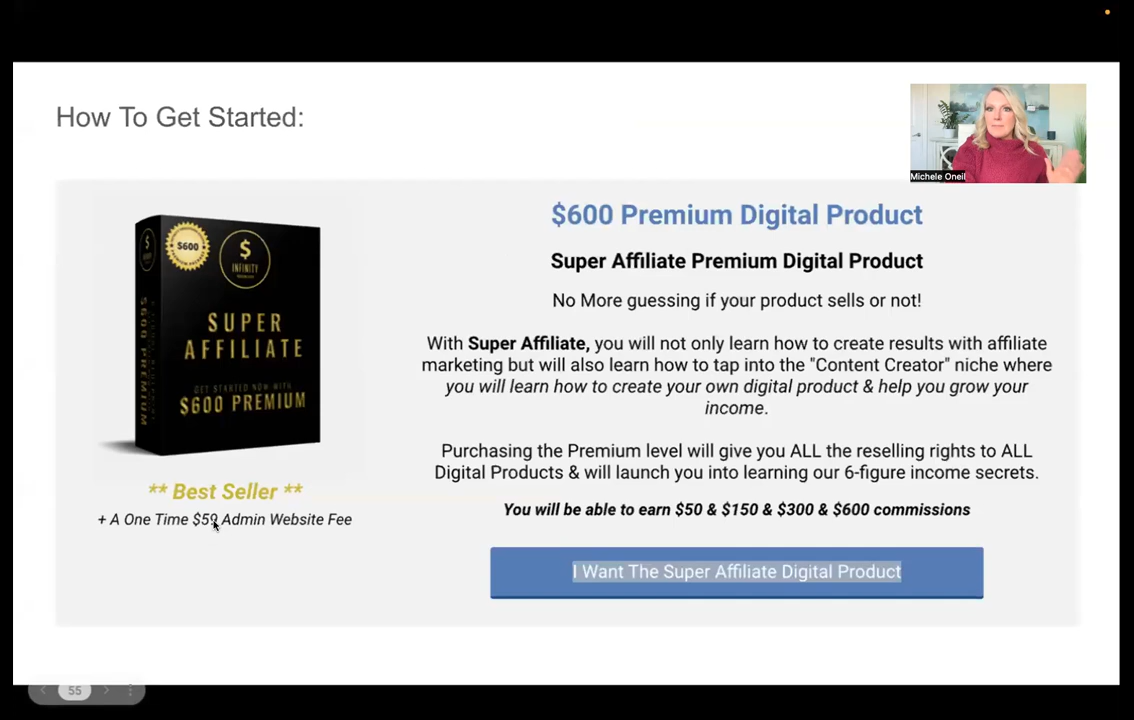 How To Get Started:
Michele Oneil
$600
$
INFINITY
SUPER
AFFILIATE
GET STARTED NOW WITH
$600 PREMIUM
$600 PREMIUM
** Best Seller **
+ A One Time $59 Admin Website Fee
$600 Premium Digital Product
Super Affiliate Premium Digital Product
No More guessing if your product sells or not!
With Super Affiliate, you will not only learn how to create results with affiliate
marketing but will also learn how to tap into the "Content Creator" niche where
you will learn how to create your own digital product & help you grow your
income.
Purchasing the Premium level will give you ALL the reselling rights to ALL
Digital Products & will launch you into learning our 6-figure income secrets.
You will be able to earn $50 & $150 & $300 & $600 commissions
I Want The Super Affiliate Digital Product
55